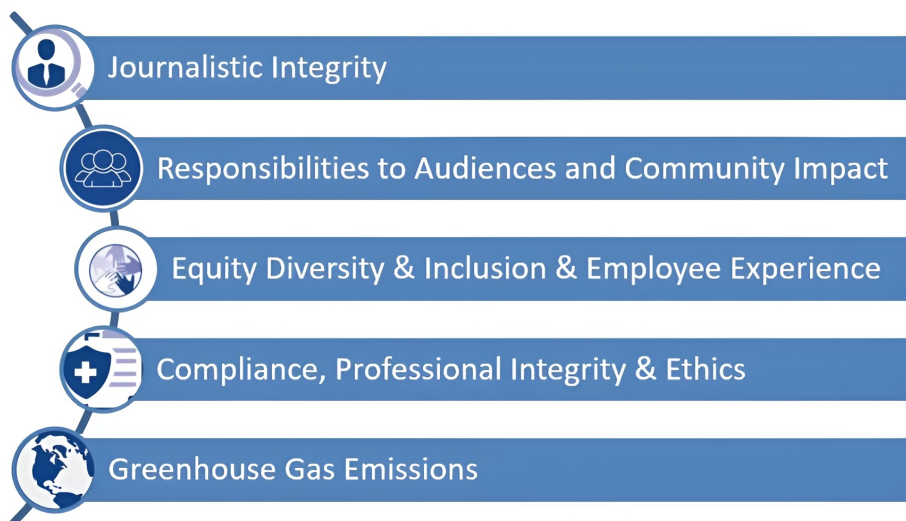 Journalistic Integrity
Responsibilities to Audiences and Community Impact
Equity Diversity & Inclusion & Employee Experience
Compliance, Professional Integrity & Ethics
Greenhouse Gas Emissions